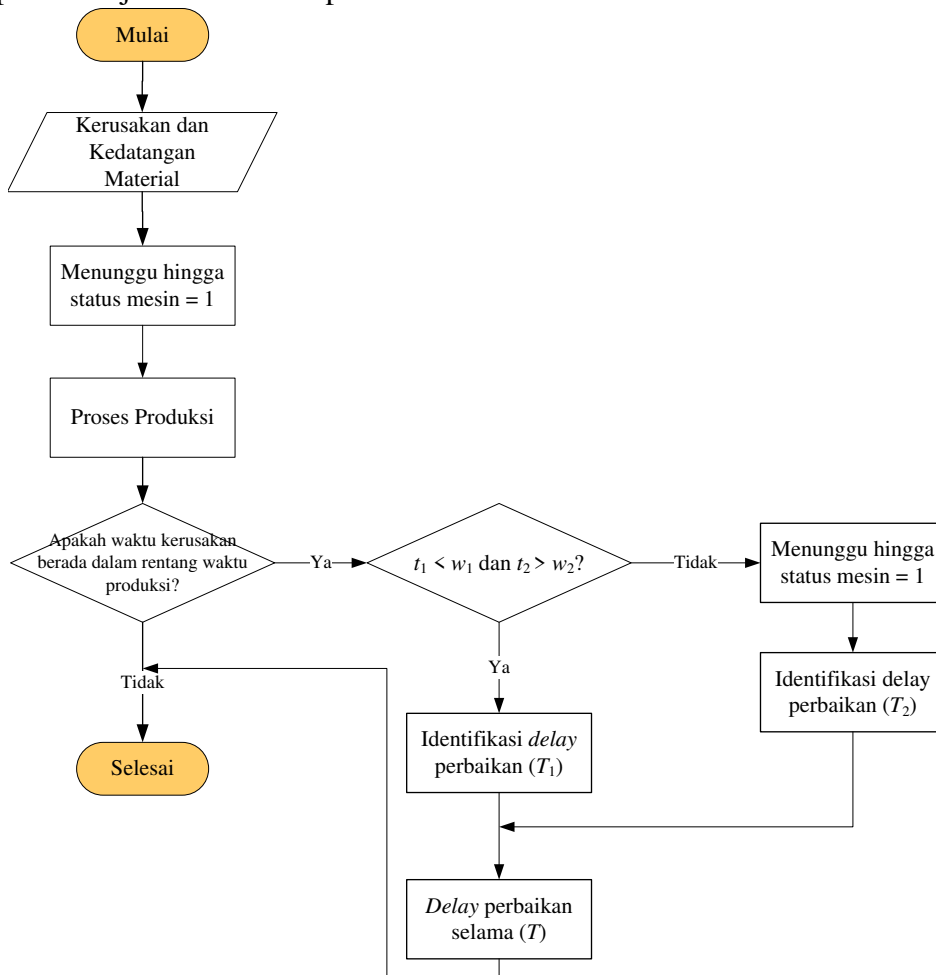 Mulai
Kerusakan dan
Kedatangan
Material
Menunggu hingga
status mesin = 1
Proses Produksi
Apakah waktu kerusakan
berada dalam rentang waktu
produksi?
Ya
t₁ < w₁ dan t₂ > w₂?
Tidak
Menunggu hingga
status mesin = 1
Ya
Identifikasi delay
perbaikan (T₂)
Tidak
Identifikasi delay
perbaikan (T₁)
Selesai
Delay perbaikan
selama (T)